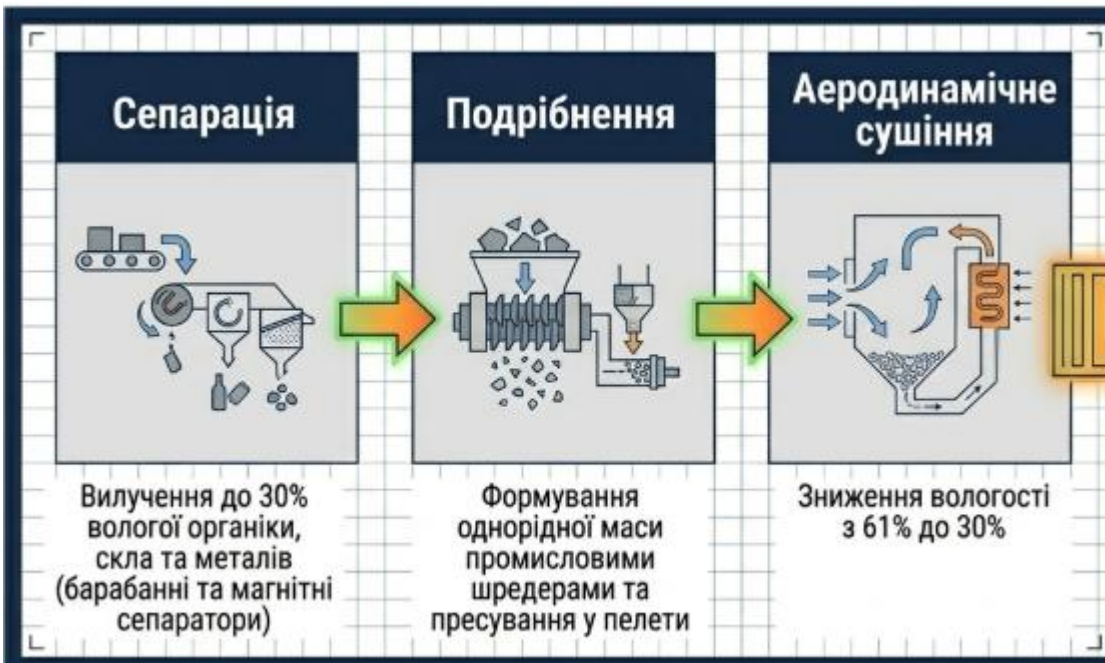 Сепарація
Вилучення до 30%
вологої органіки,
скла та металів
(барабанні та магнітні
сепаратори)
Подрібнення
Формування
однорідної маси
промисловими
шредерами та
пресування у пелети
Аеродинамічне
сушіння
Зниження вологості
з 61% до 30%